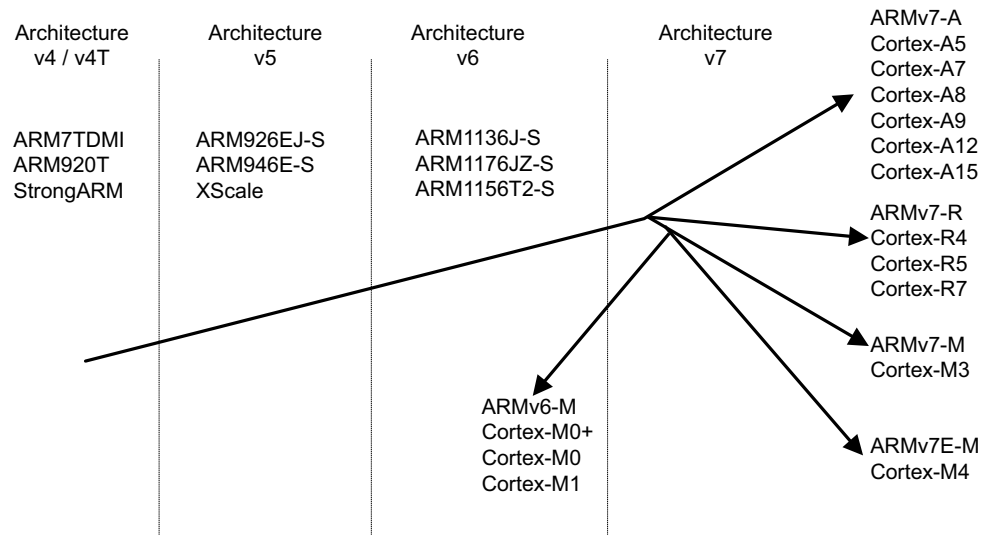 Architecture
v4 / v4T
Architecture
v5
Architecture
v6
Architecture
v7
ARM7TDMI
ARM920T
StrongARM
ARM926EJ-S
ARM946E-S
XScale
ARM1136J-S
ARM1176JZ-S
ARM1156T2-S
ARMv7-A
Cortex-A5
Cortex-A7
Cortex-A8
Cortex-A9
Cortex-A12
Cortex-A15
ARMv7-R
Cortex-R4
Cortex-R5
Cortex-R7
ARMv7-M
Cortex-M3
ARMv7E-M
Cortex-M4
ARMv6-M
Cortex-M0+
Cortex-M0
Cortex-M1